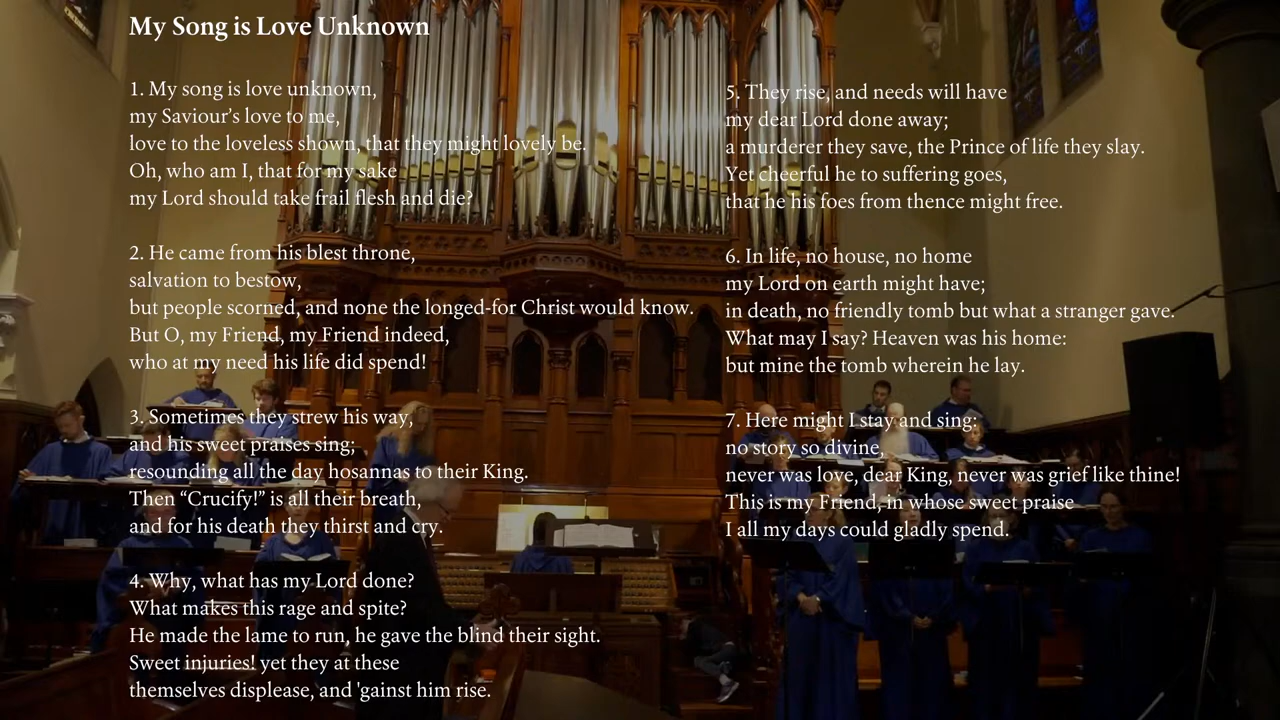 My Song is Love Unknown
1. My song is love unknown,
my Saviour’s love to me,
love to the loveless shown, that they might lovely be.
Oh, who am I, that for my sake
my Lord should take frail flesh and die?
2. He came from his blest throne,
salvation to bestow,
but people scorned, and none the longed-for Christ would know.
But O, my Friend, my Friend indeed,
who at my need his life did spend!
3. Sometimes they strew his way,
and his sweet praises sing;
resounding all the day hosannas to their King.
Then “Crucify!” is all their breath,
and for his death they thirst and cry.
4. Why, what has my Lord done?
What makes this rage and spite?
He made the lame to run, he gave the blind their sight.
Sweet injuries! yet they at these
themselves displease, and 'gainst him rise.
5. They rise, and needs will have
my dear Lord done away;
a murderer they save, the Prince of life they slay.
Yet cheerful he to suffering goes,
that he his foes from thence might free.
6. In life, no house, no home
my Lord on earth might have;
in death, no friendly tomb but what a stranger gave.
What may I say? Heaven was his home:
but mine the tomb wherein he lay.
7. Here might I stay and sing:
no story so divine,
never was love, dear King, never was grief like thine!
This is my Friend, in whose sweet praise
I all my days could gladly spend.